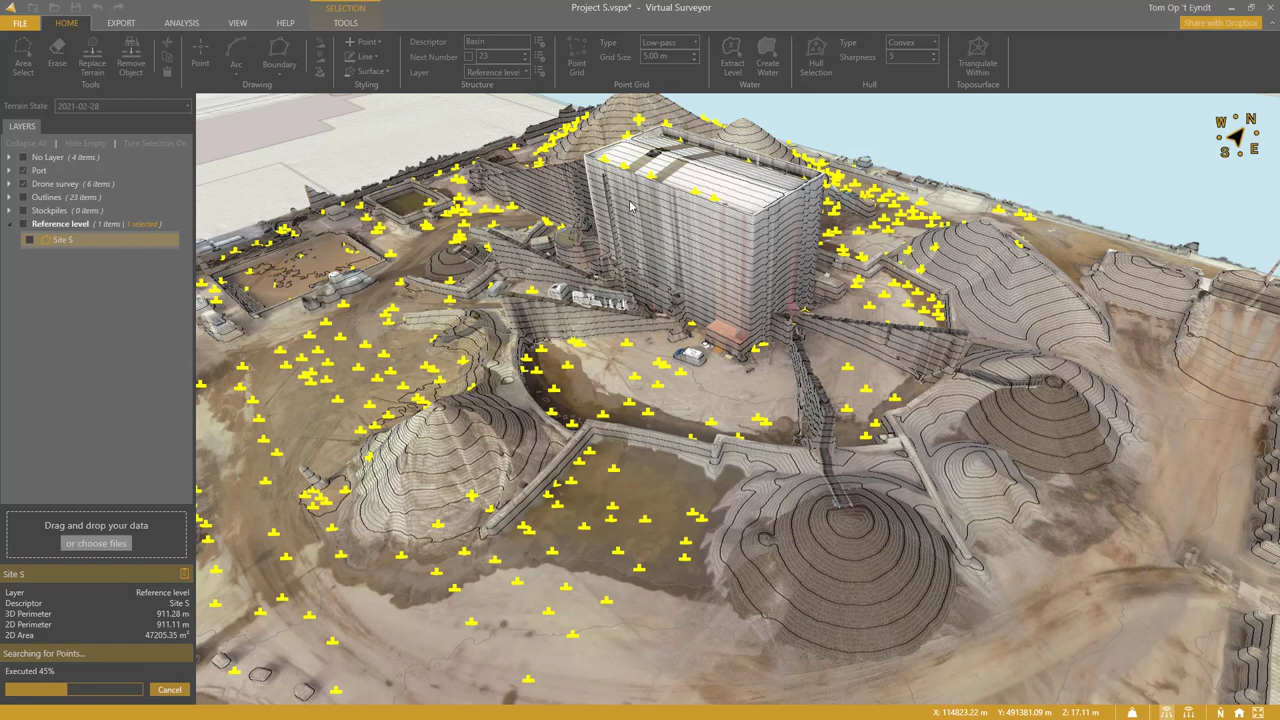 SELECTION
Project S.vspx* - Virtual Surveyor
Tom Op 't Eyndt
FILE HOME EXPORT ANALYSIS VIEW HELP TOOLS
Share with Dropbox
Area Select
Erase
Replace Terrain
Remove Object
Tools
Point
Arc
Boundary
Drawing
Point
Line
Surface
Styling
Descriptor Basin
Next Number 23
Layer Reference level
Structure
Point Grid
Type Low-pass
Grid Size 5.00 m
Point Grid
Extract Level
Create Water
Water
Hull Selection
Type Convex
Sharpness 5
Hull
Triangulate Within
Toposurface
Terrain State 2021-02-28
LAYERS
Collapse All | Hide Empty | Turn Selection On
No Layer ( 4 items )
Port
Drone survey ( 6 items )
Outlines ( 23 items )
Stockpiles ( 0 items )
Reference level ( 1 items | 1 selected )
Site S
Drag and drop your data
or choose files
Site S
Layer Reference level
Descriptor Site S
3D Perimeter 911.28 m
2D Perimeter 911.11 m
2D Area 47205.35 m²
Searching for Points...
Executed 45%
Cancel
N
W
S
E
X: 114823.22 m Y: 491381.09 m Z: 17.11 m
N